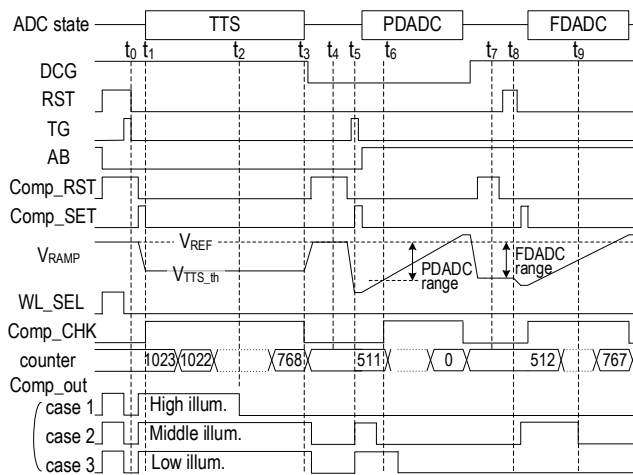 ADC state TTS PDADC FDADC
t0 t1 t2 t3 t4 t5 t6 t7 t8 t9
DCG
RST
TG
AB
Comp_RST
Comp_SET
VREF
VRAMP
VTTS_th
PDADC range
FDADC range
WL_SEL
Comp_CHK
counter 1023 1022 768 511 0 512 767
Comp_out
case 1 High illum.
case 2 Middle illum.
case 3 Low illum.